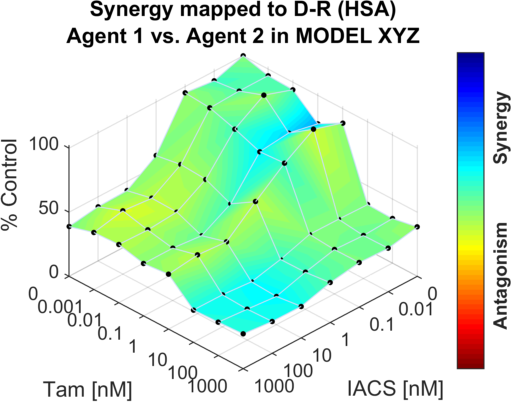 Synergy mapped to D-R (HSA)
Agent 1 vs. Agent 2 in MODEL XYZ
% Control
100
50
0
0
0.001
0.01
0.1
1
10
100
1000
Tam [nM]
0
0.01
0.1
1
10
100
1000
IACS [nM]
Synergy
Antagonism